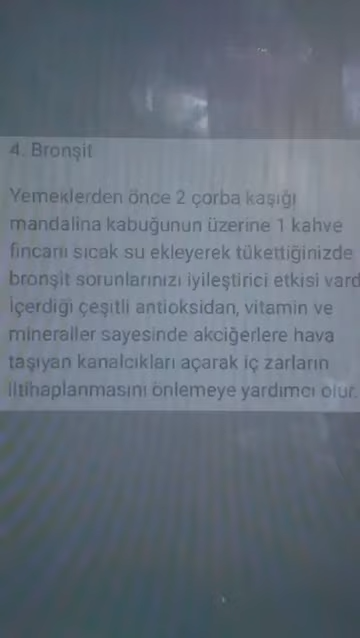 4. Bronşit
Yemeklerden önce 2 çorba kaşığı
mandalina kabuğunun üzerine 1 kahve
fincanı sıcak su ekleyerek tükettiğinizde
bronşit sorunlarınızı iyileştirici etkisi vard
İçerdiği çeşitli antioksidan, vitamin ve
mineraller sayesinde akciğerlere hava
taşıyan kanalcıkları açarak iç zarların
iltihaplanmasını önlemeye yardımcı olur.